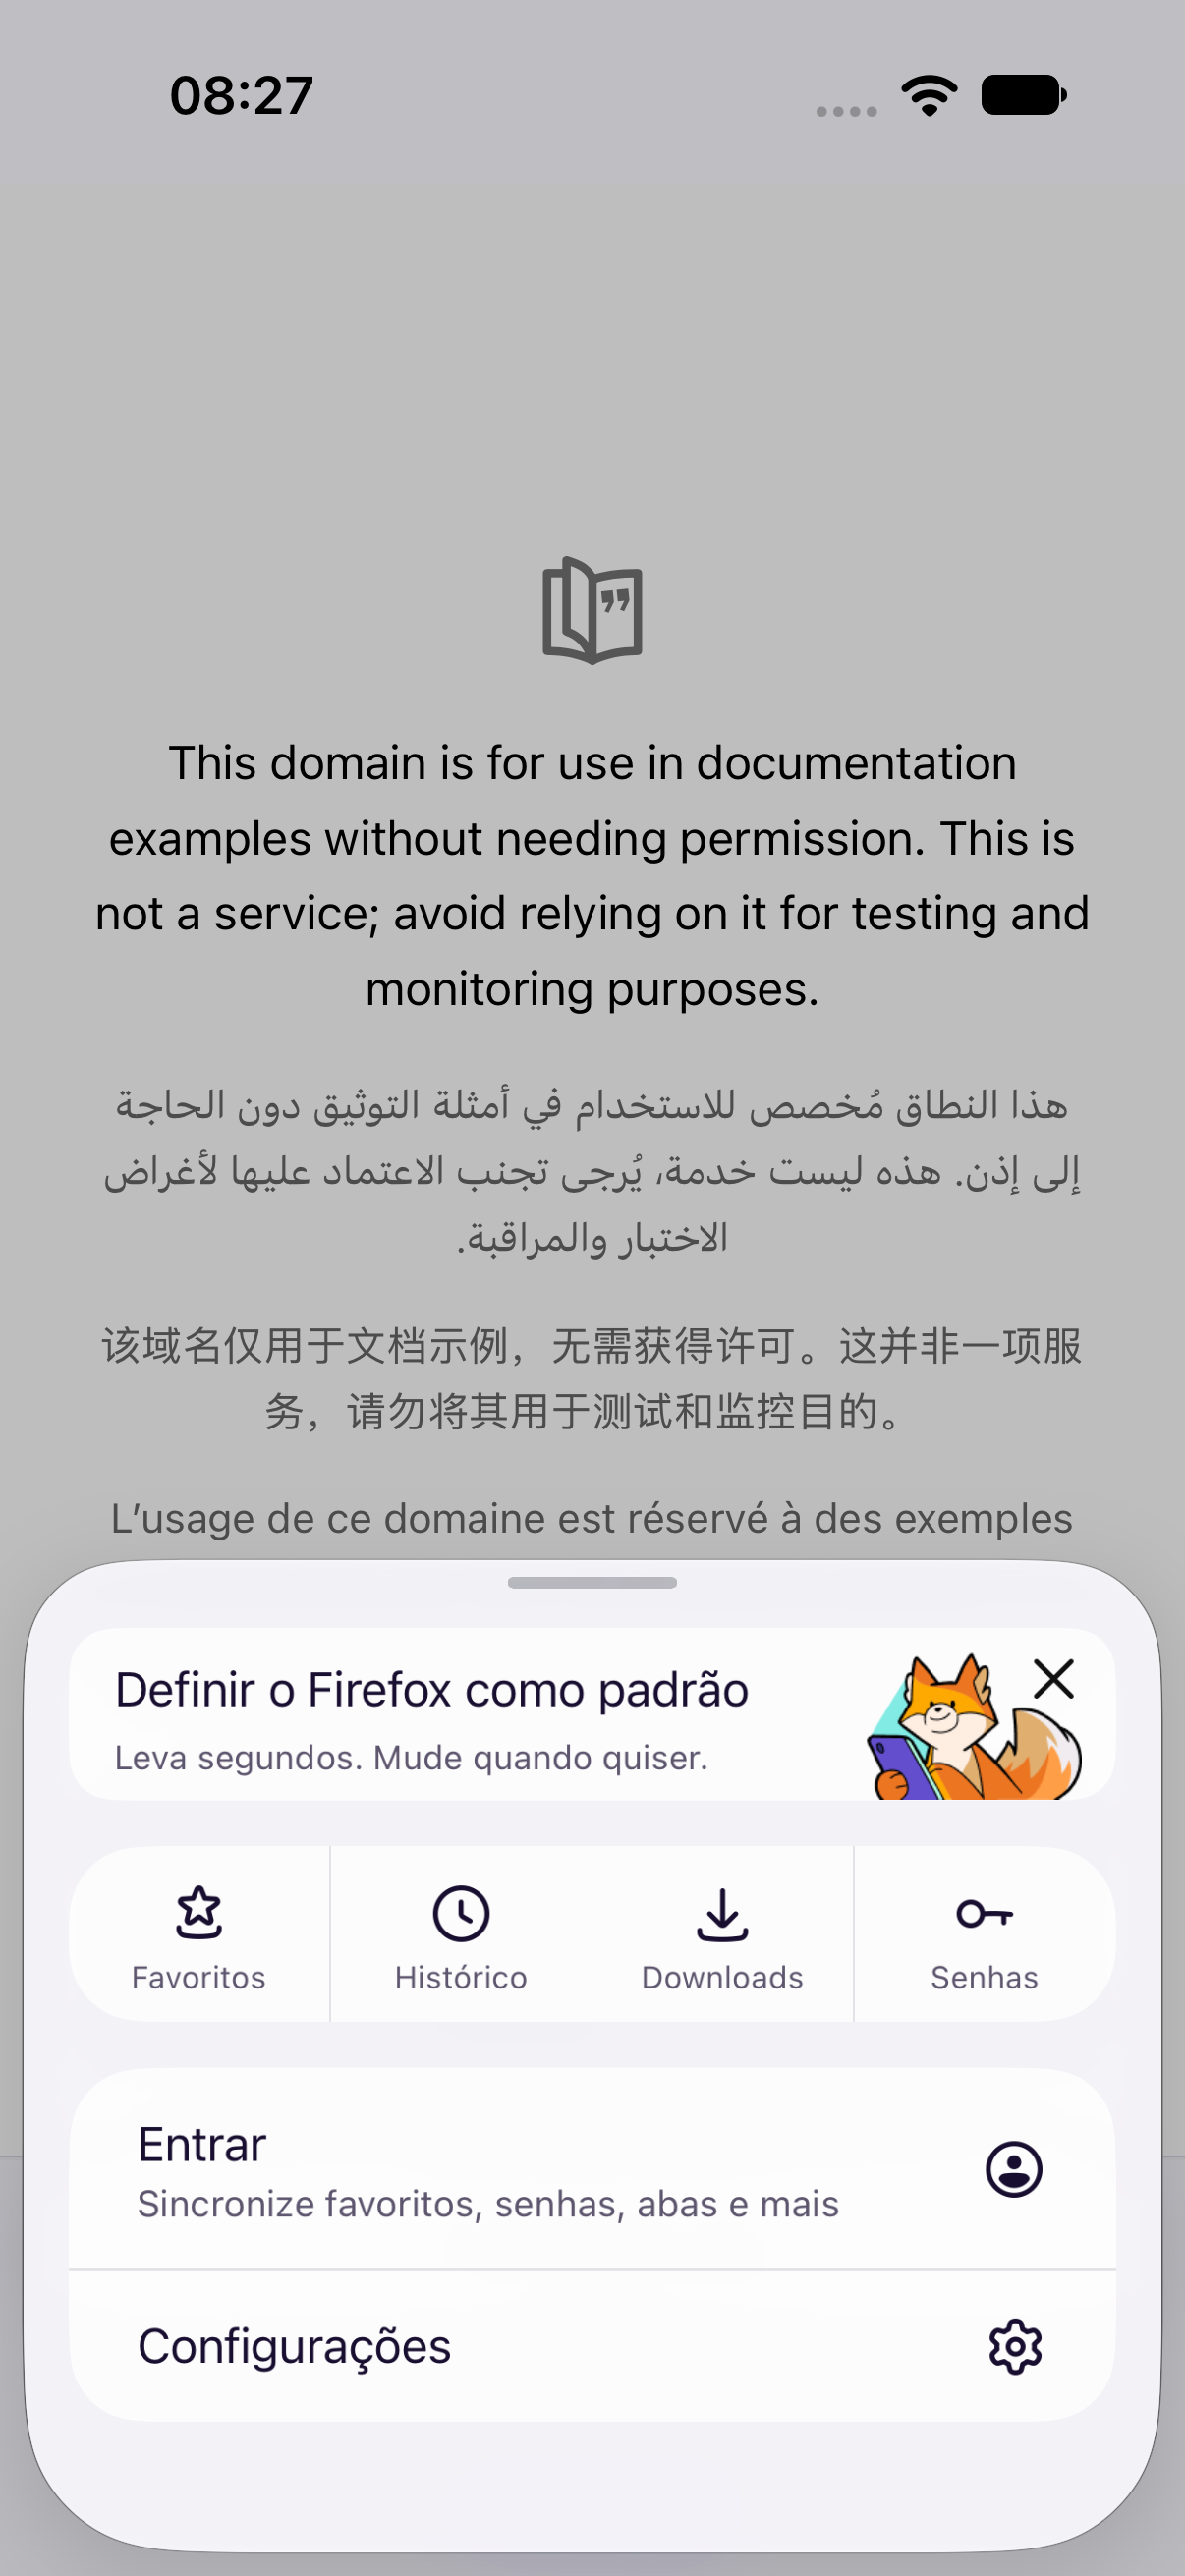 08:27
This domain is for use in documentation
examples without needing permission. This is
not a service; avoid relying on it for testing and
monitoring purposes.
هذا النطاق مُخصص للاستخدام في أمثلة التوثيق دون الحاجة
إلى إذن. هذه ليست خدمة، يُرجى تجنب الاعتماد عليها لأغراض
الاختبار والمراقبة.
该域名仅用于文档示例，无需获得许可。这并非一项服
务，请勿将其用于测试和监控目的。
L’usage de ce domaine est réservé à des exemples
Definir o Firefox como padrão
Leva segundos. Mude quando quiser.
Favoritos
Histórico
Downloads
Senhas
Entrar
Sincronize favoritos, senhas, abas e mais
Configurações